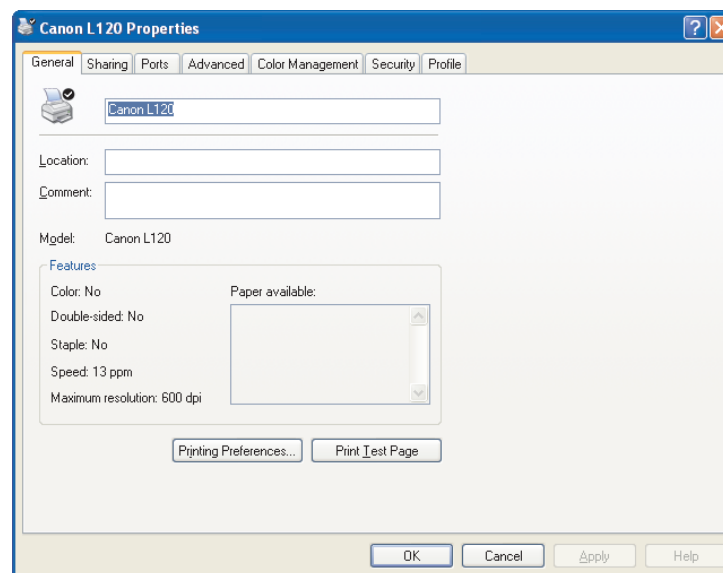 Canon L120 Properties
General Sharing Ports Advanced Color Management Security Profile
Canon L120
Location:
Comment:
Model: Canon L120
Features
Color: No Paper available:
Double-sided: No
Staple: No
Speed: 13 ppm
Maximum resolution: 600 dpi
Printing Preferences... Print Test Page
OK Cancel Apply Help